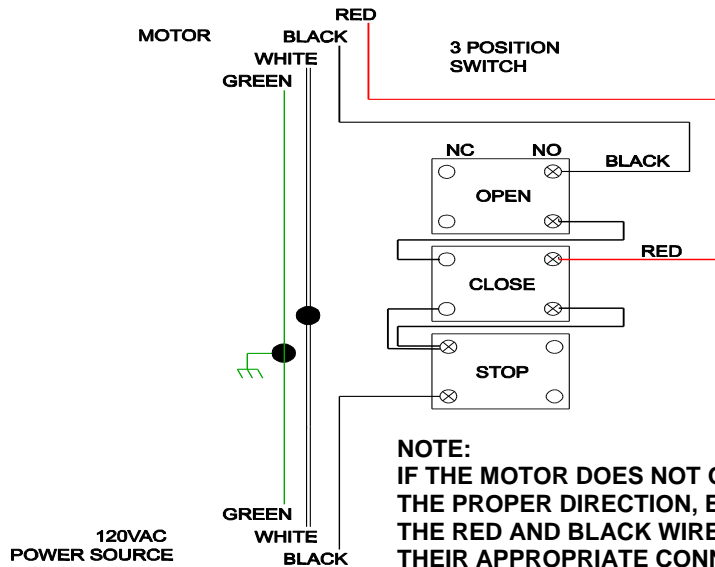 RED
MOTOR
BLACK
3 POSITION
SWITCH
WHITE
GREEN
NC
NO
BLACK
OPEN
RED
CLOSE
STOP
NOTE:
IF THE MOTOR DOES NOT
THE PROPER DIRECTION,
THE RED AND BLACK WIRE
THEIR APPROPRIATE
GREEN
120VAC
WHITE
POWER SOURCE
BLACK